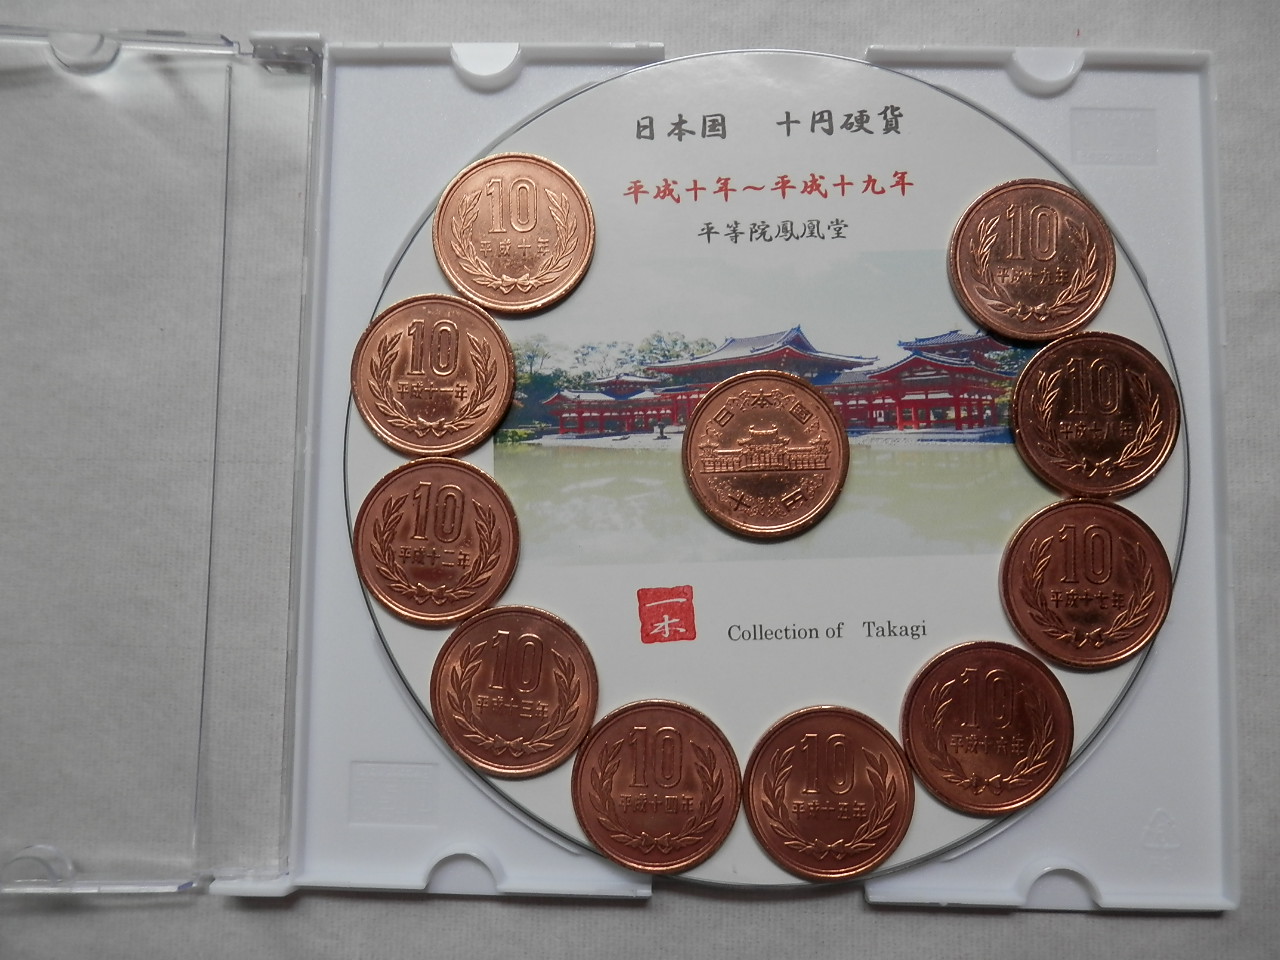 日本国 十円硬貨
平成十年～平成十九年
平等院鳳凰堂
10
平成十年
10
平成十一年
10
平成十二年
10
平成十三年
10
平成十四年
10
平成十五年
10
平成十六年
10
平成十七年
10
平成十八年
10
平成十九年
日本国
十円
一木
Collection of Takagi